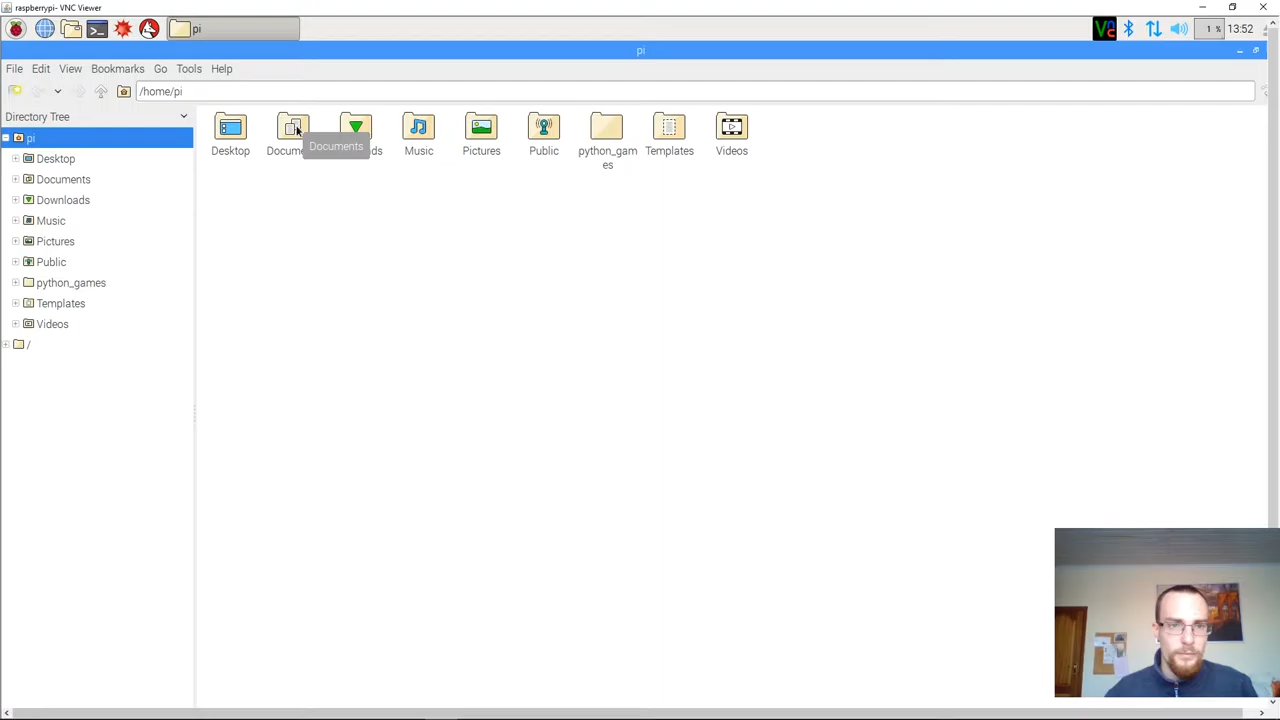 raspberrypi- VNC Viewer
pi
1 %
13:52
pi
File Edit View Bookmarks Go Tools Help
/home/pi
Directory Tree
pi
Desktop
Documents
Downloads
Music
Pictures
Public
python_games
Templates
Videos
/
Desktop
Docume
Documents
ds
Music
Pictures
Public
python_gam
es
Templates
Videos